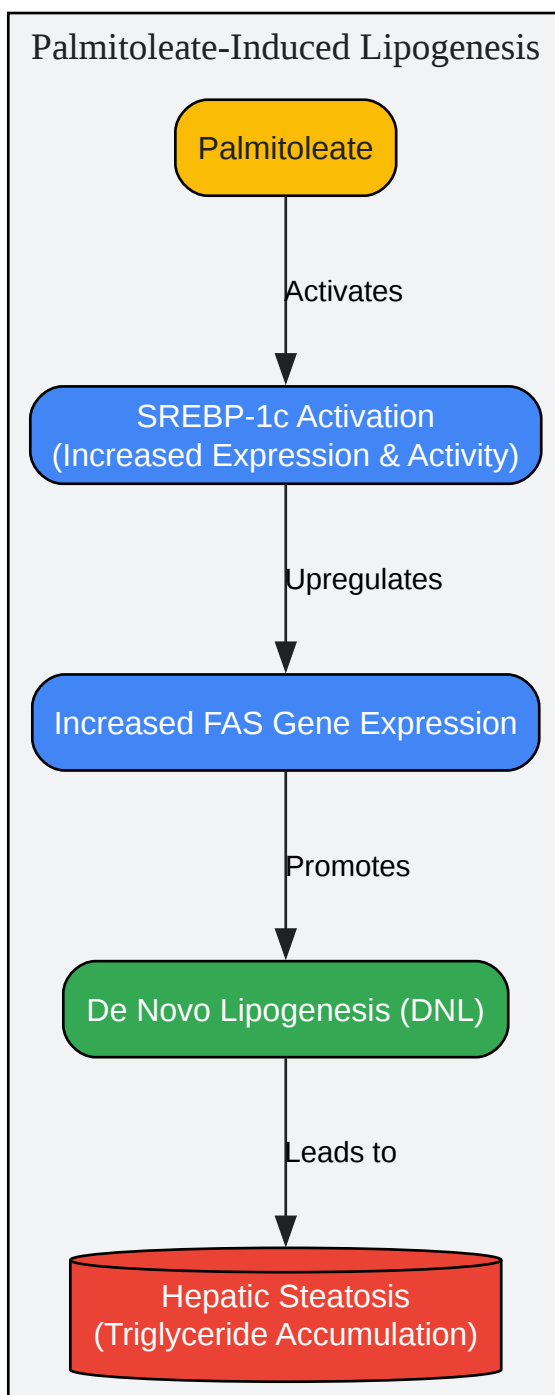 Palmitoleate-Induced Lipogenesis
Palmitoleate
Activates
SREBP-1c Activation
(Increased Expression & Activity)
Upregulates
Increased FAS Gene Expression
Promotes
De Novo Lipogenesis (DNL)
Leads to
Hepatic Steatosis
(Triglyceride Accumulation)